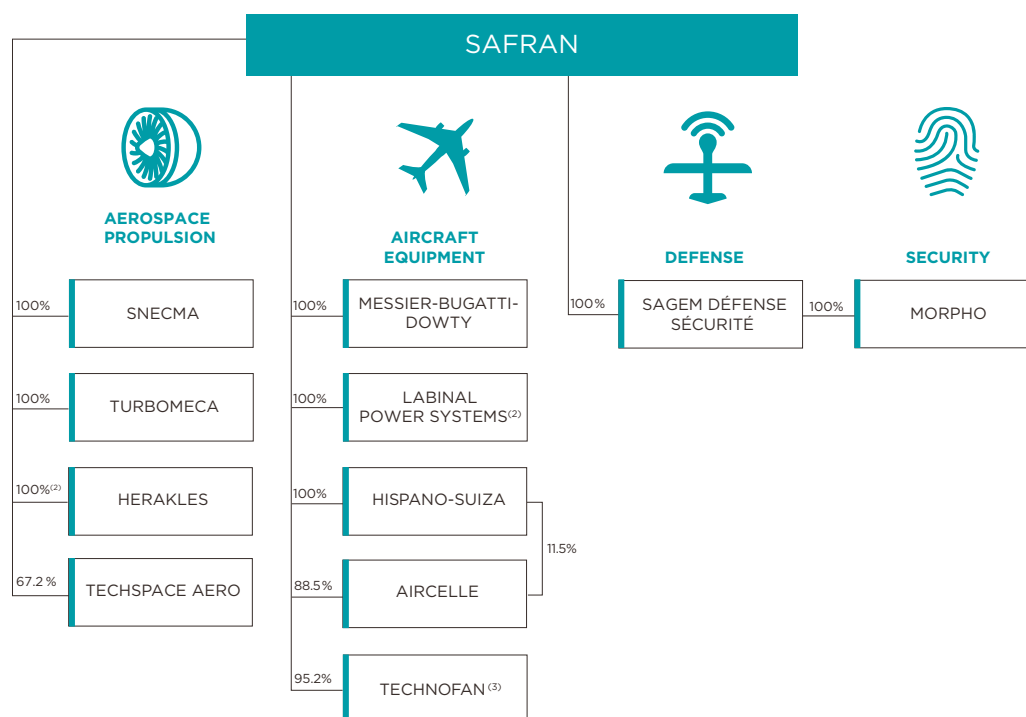 SAFRAN
AEROSPACE
PROPULSION
100%
SNECMA
100%
TURBOMECA
100%(2)
HERAKLES
67.2%
TECHSPACE AERO
AIRCRAFT
EQUIPMENT
100%
MESSIER-BUGATTI-
DOWTY
100%
LABINAL
POWER SYSTEMS(2)
100%
HISPANO-SUIZA
11.5%
88.5%
AIRCELLE
95.2%
TECHNOFAN (3)
DEFENSE
100%
SAGEM DÉFENSE
SÉCURITÉ
SECURITY
100%
MORPHO